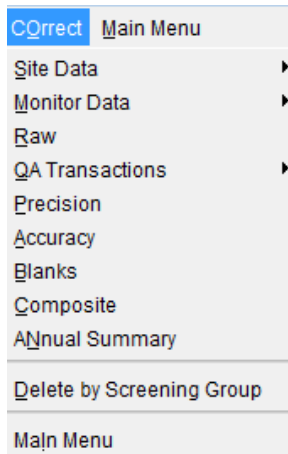 COrrect Main Menu
Site Data
Monitor Data
Raw
QA Transactions
Precision
Accuracy
Blanks
Composite
ANnual Summary
Delete by Screening Group
MaIn Menu